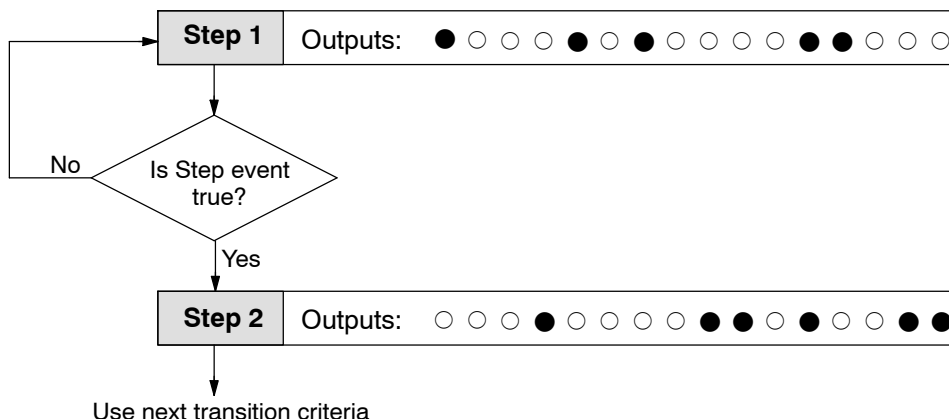 Step 1 Outputs:
No
Is Step event
true?
Yes
Step 2 Outputs:
Use next transition criteria